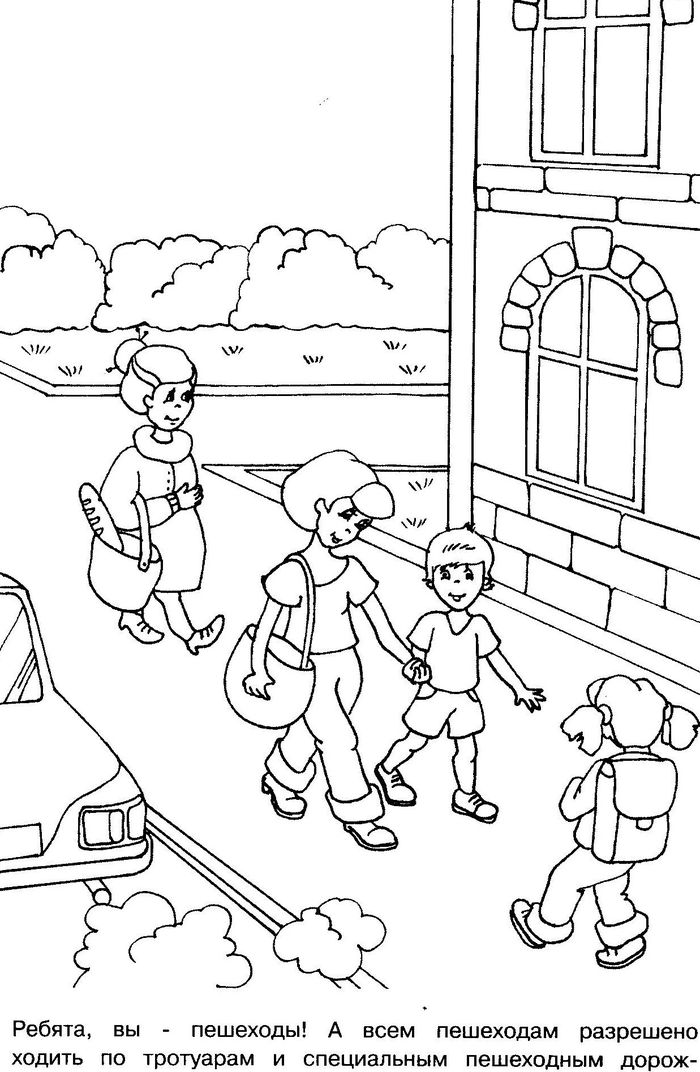 Ребята, вы - пешеходы! А всем пешеходам разрешено
ходить по тротуарам и специальным пешеходным дорож-